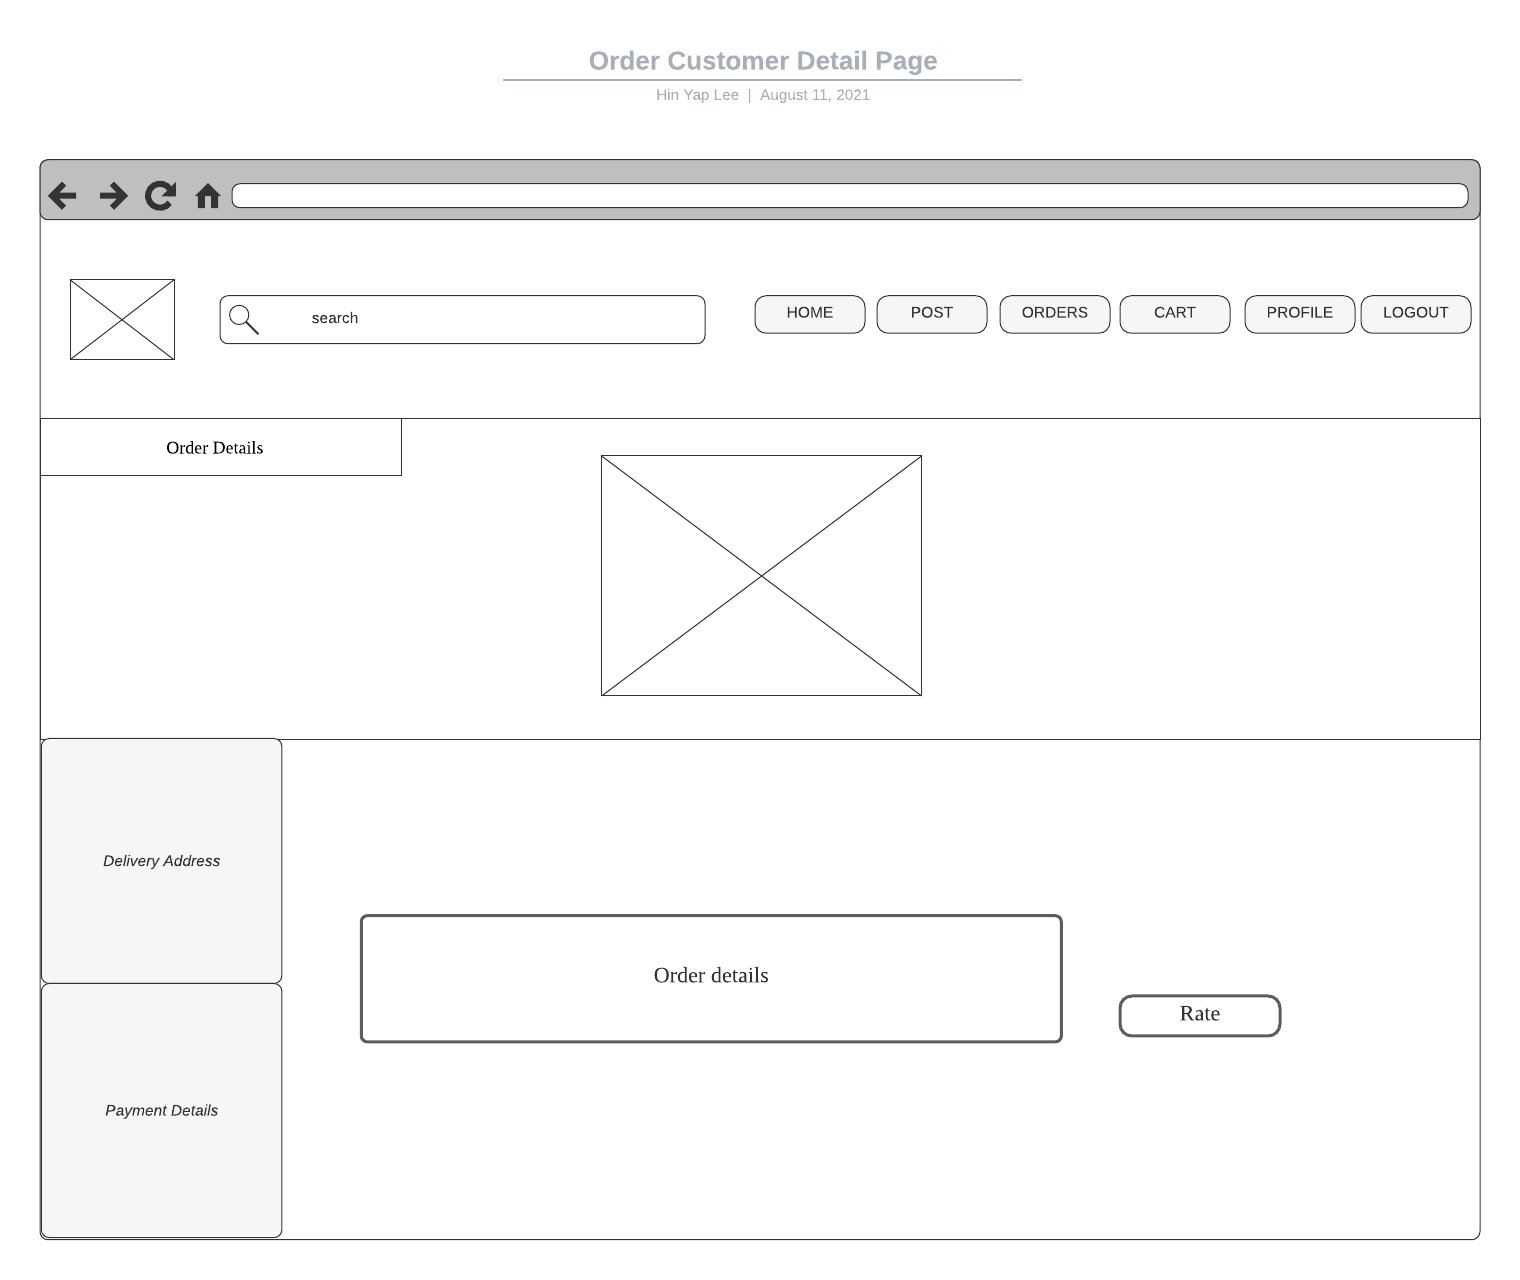 Order Customer Detail Page
Hin Yap Lee | August 11, 2021
search
HOME
POST
ORDERS
CART
PROFILE
LOGOUT
Order Details
Delivery Address
Order details
Rate
Payment Details